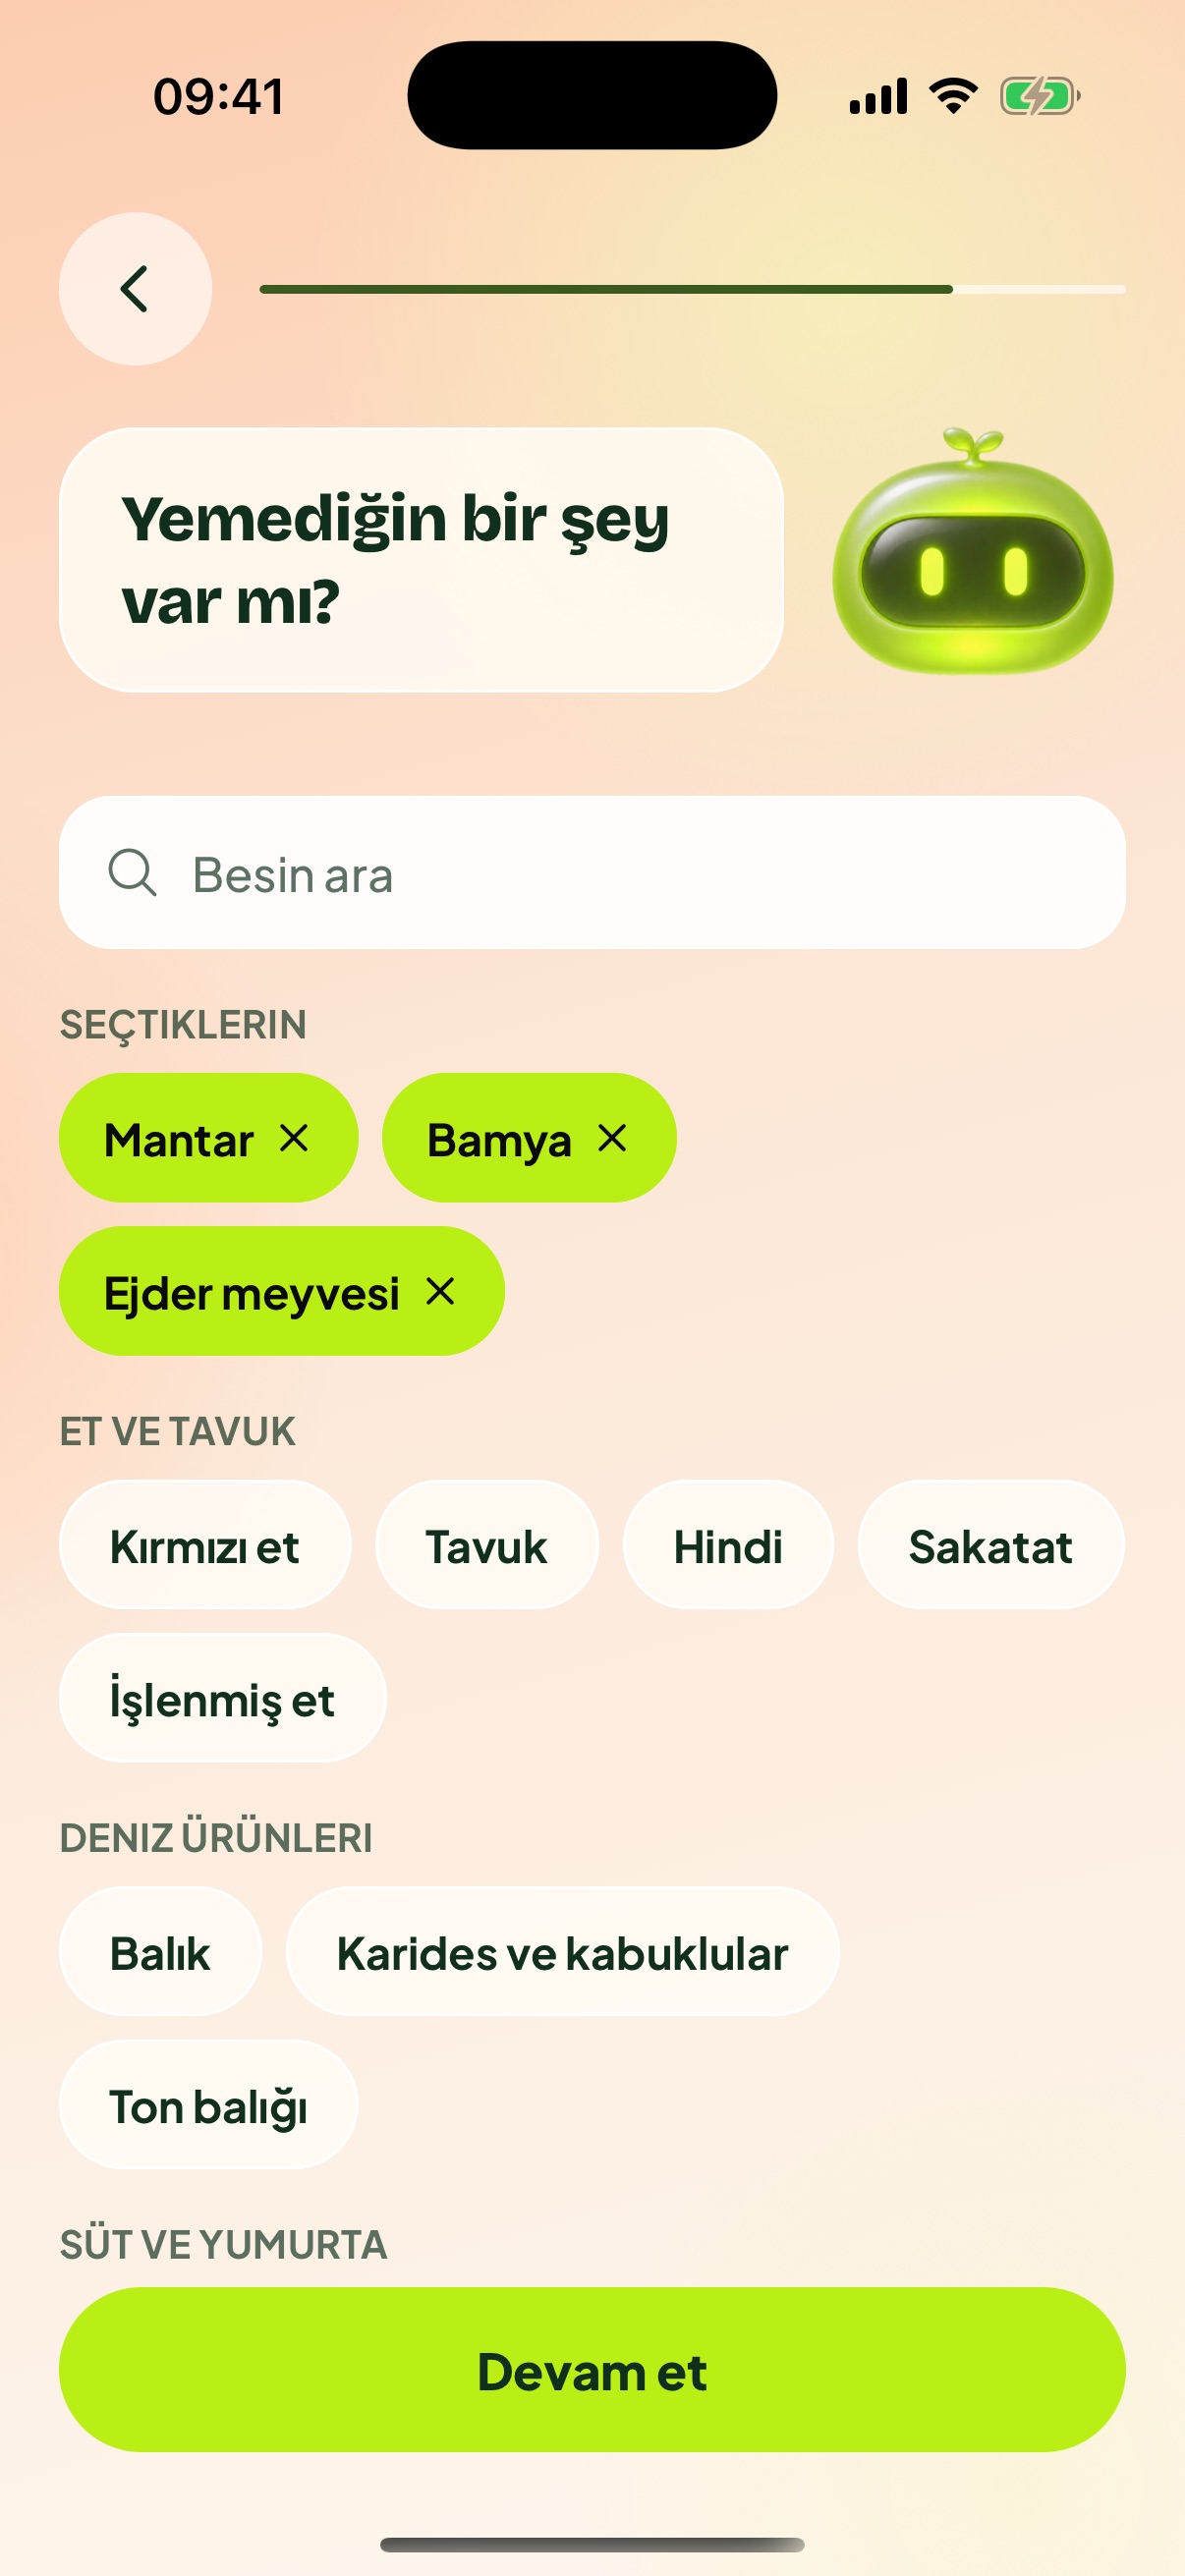 09:41
Yemediğin bir şey
var mı?
Besin ara
SEÇTIKLERIN
Mantar
Bamya
Ejder meyvesi
ET VE TAVUK
Kırmızı et
Tavuk
Hindi
Sakatat
İşlenmiş et
DENIZ ÜRÜNLERI
Balık
Karides ve kabuklular
Ton balığı
SÜT VE YUMURTA
Devam et